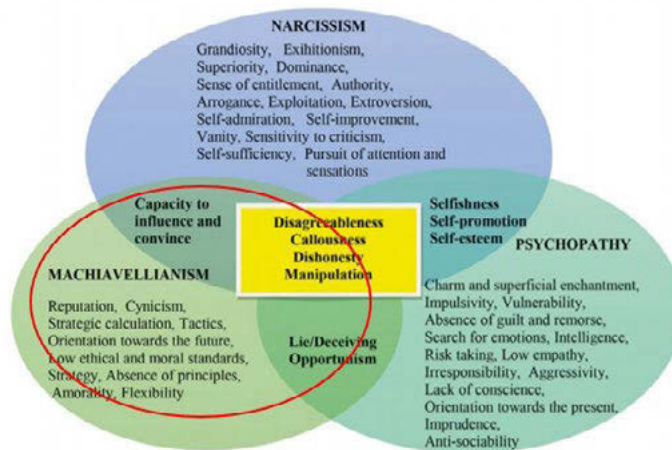 NARCISSISM
Grandiosity, Exihitionism,
Superiority, Dominance,
Sense of entitlement, Authority,
Arrogance, Exploitation, Extroversion,
Self-admiration, Self-improvement,
Vanity, Sensitivity to criticism,
Self-sufficiency, Pursuit of attention and
sensations
Capacity to
influence and
convince
Disagreeableness
Callousness
Dishonesty
Manipulation
Selfishness
Self-promotion
Self-esteem
MACHIAVELLIANISM
Reputation, Cynicism,
Strategic calculation, Tactics,
Orientation towards the future,
Low ethical and moral standards,
Strategy, Absence of principles,
Amorality, Flexibility
Lie/Deceiving
Opportunism
PSYCHOPATHY
Charm and superficial enchantment,
Impulsivity, Vulnerability,
Absence of guilt and remorse,
Search for emotions, Intelligence,
Risk taking, Low empathy,
Irresponsibility, Aggressivity,
Lack of conscience,
Orientation towards the present,
Imprudence,
Anti-sociability